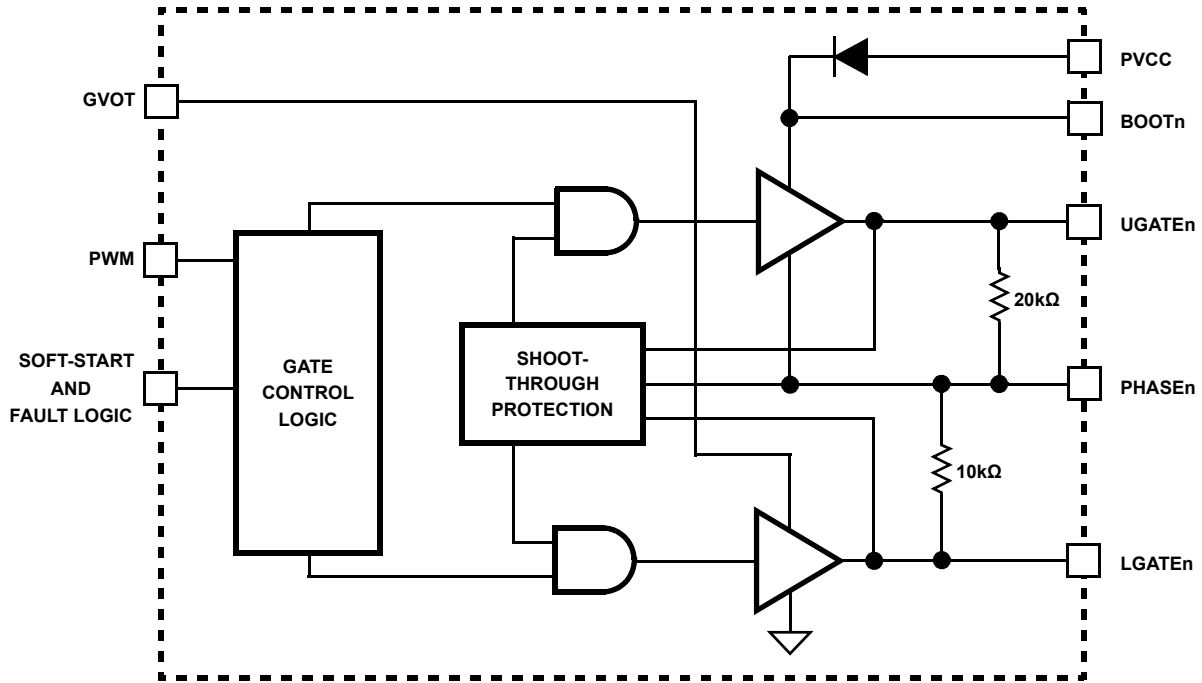 PVCC
GVOT
BOOTn
UGATEn
PWM
20kΩ
SOFT-START
AND
FAULT LOGIC
GATE
CONTROL
LOGIC
SHOOT-
THROUGH
PROTECTION
PHASEn
10kΩ
LGATEn